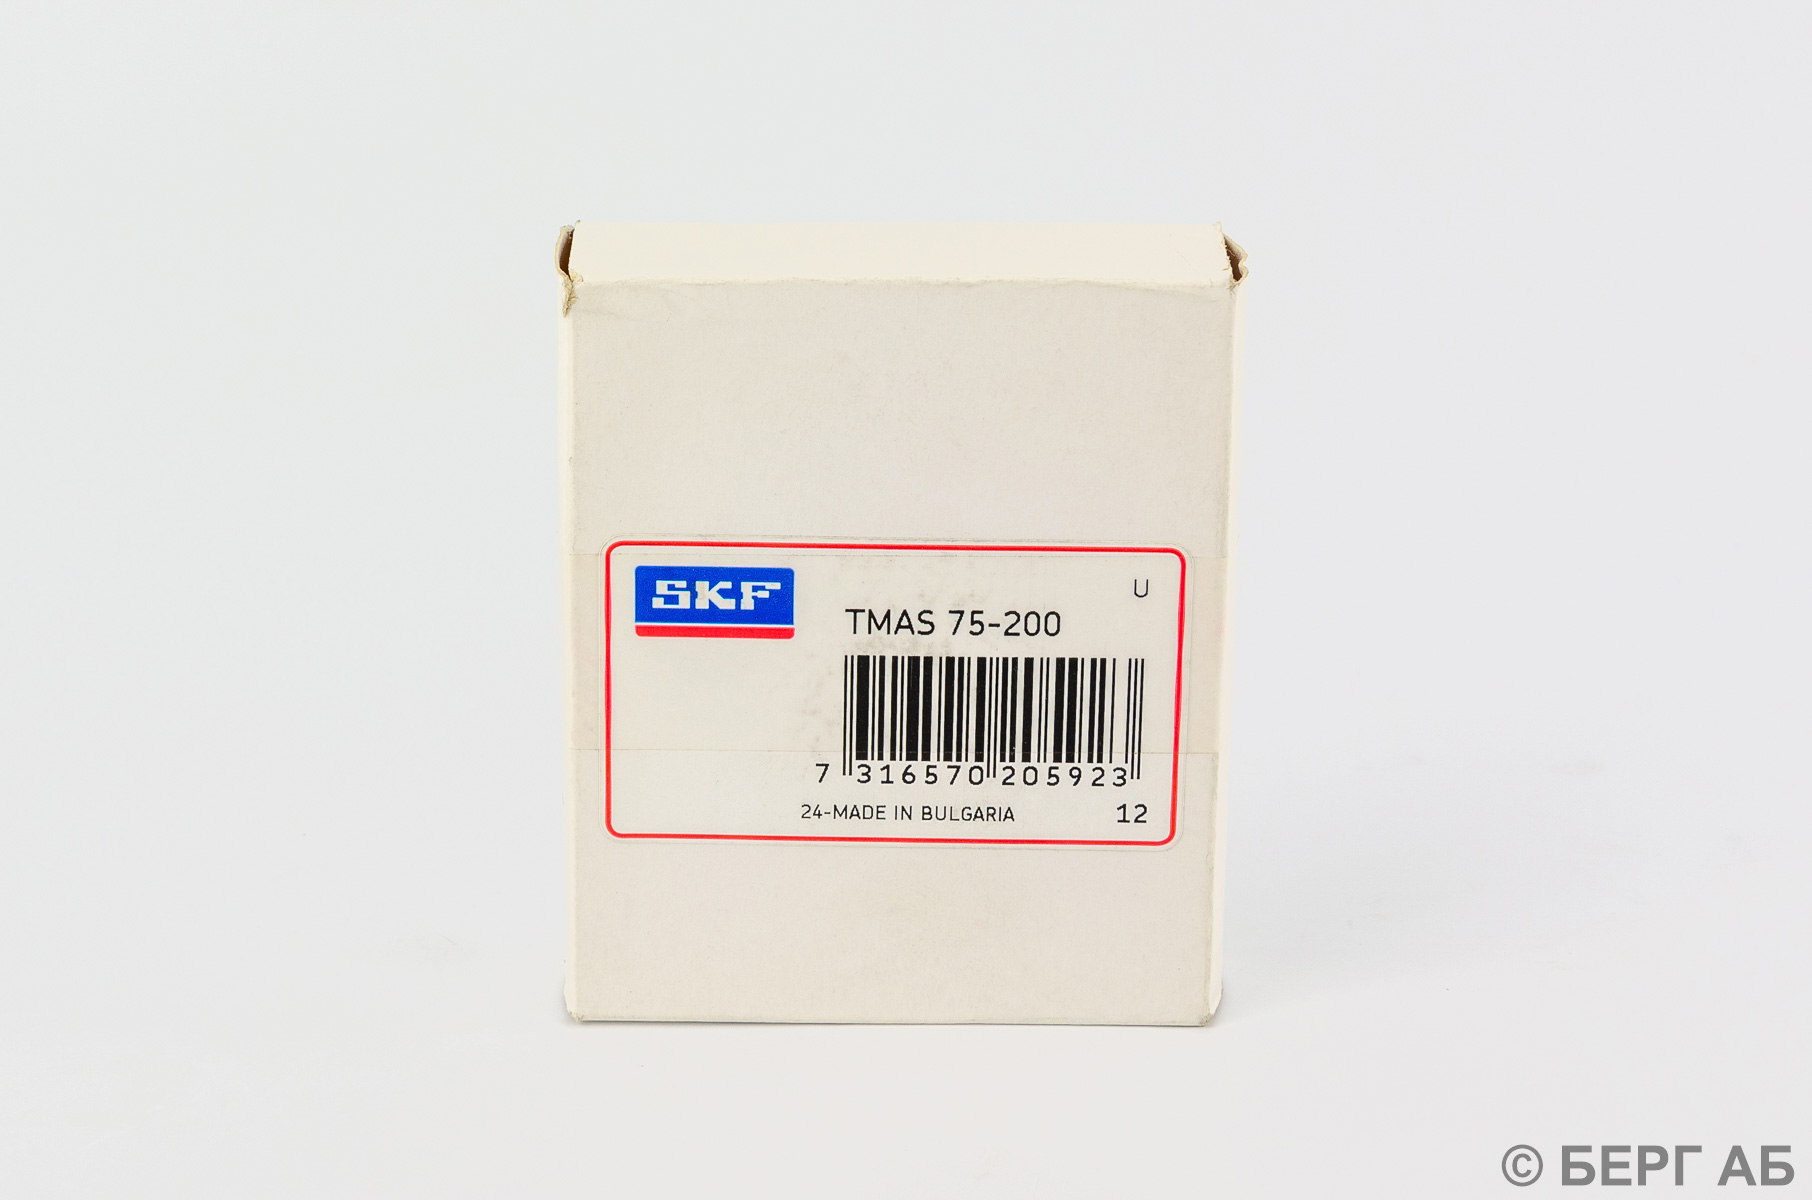 SKF
U
TMAS 75-200
7 316570 205923
24-MADE IN BULGARIA 12
© БЕРГ АБ